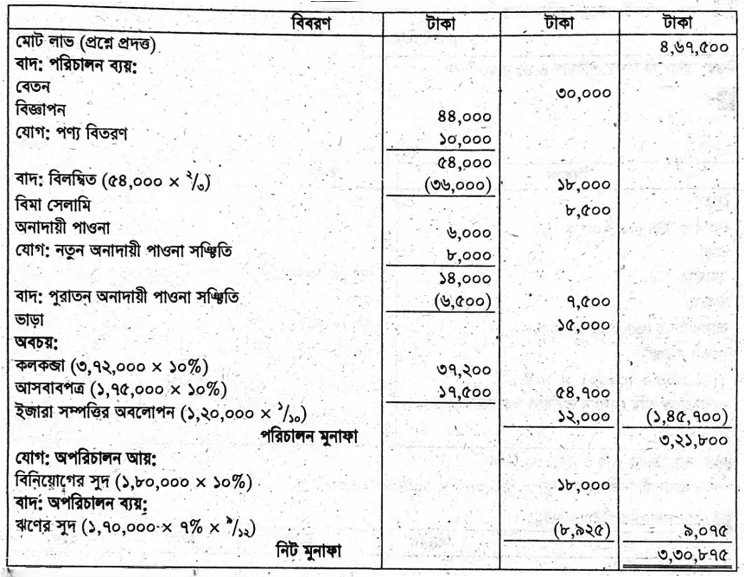 বিবরণ টাকা টাকা টাকা
মোট লাভ (প্রশ্নে প্রদত্ত) ৪,৬৭,৫০০
বাদ: পরিচালন ব্যয়:
বেতন ৩০,০০০
বিজ্ঞাপন ৪৪,০০০
যোগ: পণ্য বিতরণ ১০,০০০
৫৪,০০০
বাদ: বিলম্বিত (৫৪,০০০ × ২/৩) (৩৬,০০০) ১৮,০০০
বিমা সেলামি ৮,৫০০
অনাদায়ী পাওনা ৬,০০০
যোগ: নতুন অনাদায়ী পাওনা সঞ্চিতি ৮,০০০
১৪,০০০
বাদ: পুরাতন অনাদায়ী পাওনা সঞ্চিতি (৬,৫০০) ৭,৫০০
ভাড়া ১৫,০০০
অবচয়:
কলকব্জা (৩,৭২,০০০ × ১০%) ৩৭,২০০
আসবাবপত্র (১,৭৫,০০০ × ১০%) ১৭,৫০০ ৫৪,৭০০
ইজারা সম্পত্তির অবলোপন (১,২০,০০০ × ১/১০) ১২,০০০ (১,৪৫,৭০০)
পরিচালন মুনাফা ৩,২১,৮০০
যোগ: অপরিচালন আয়:
বিনিয়োগের সুদ (১,৮০,০০০ × ১০%) ১৮,০০০
বাদ: অপরিচালন ব্যয়:
ঋণের সুদ (১,৭০,০০০ × ৭% × ৯/১২) (৮,৯২৫) ৯,০৭৫
নিট মুনাফা ৩,৩০,৮৭৫